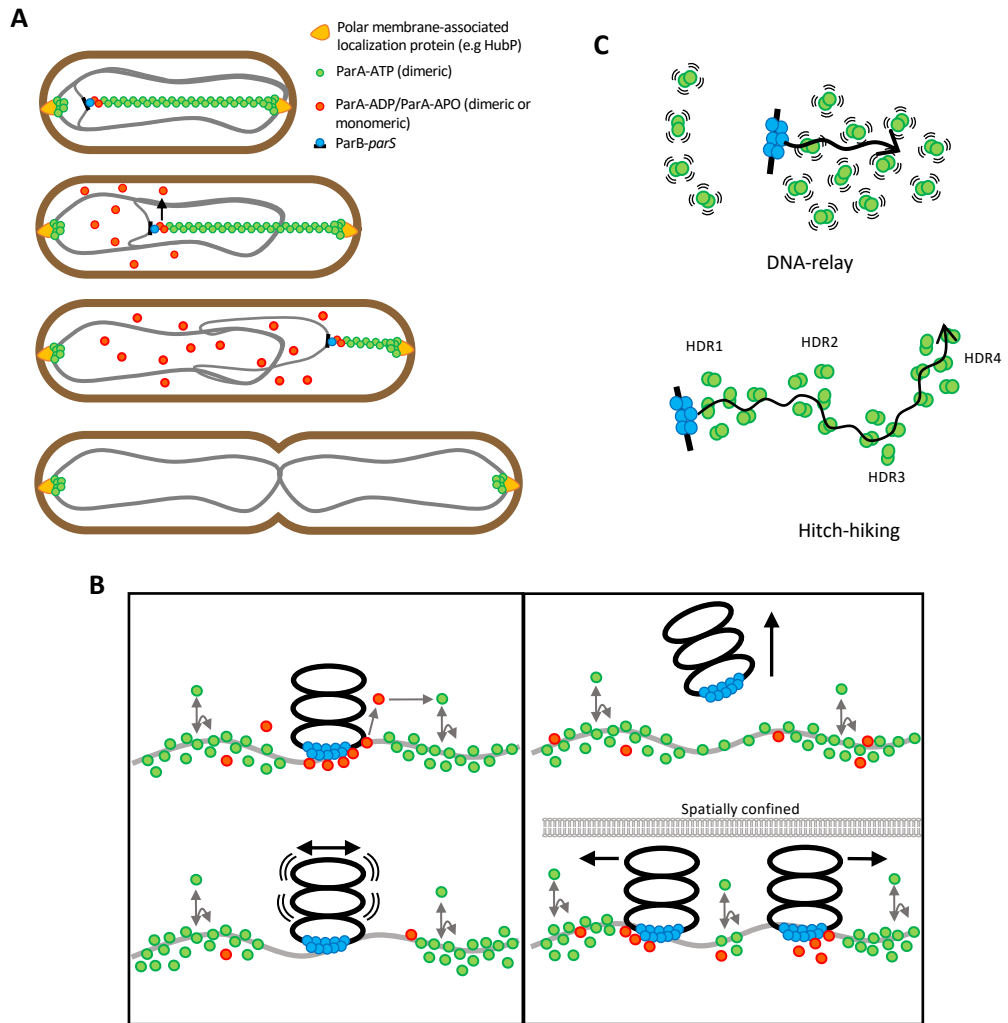 A
Polar membrane-associated
localization protein (e.g HubP)
ParA-ATP (dimeric)
ParA-ADP/ParA-APO (dimeric or
monomeric)
ParB-parS
C
DNA-relay
HDR1
HDR2
HDR4
HDR3
Hitch-hiking
B
Spatially confined